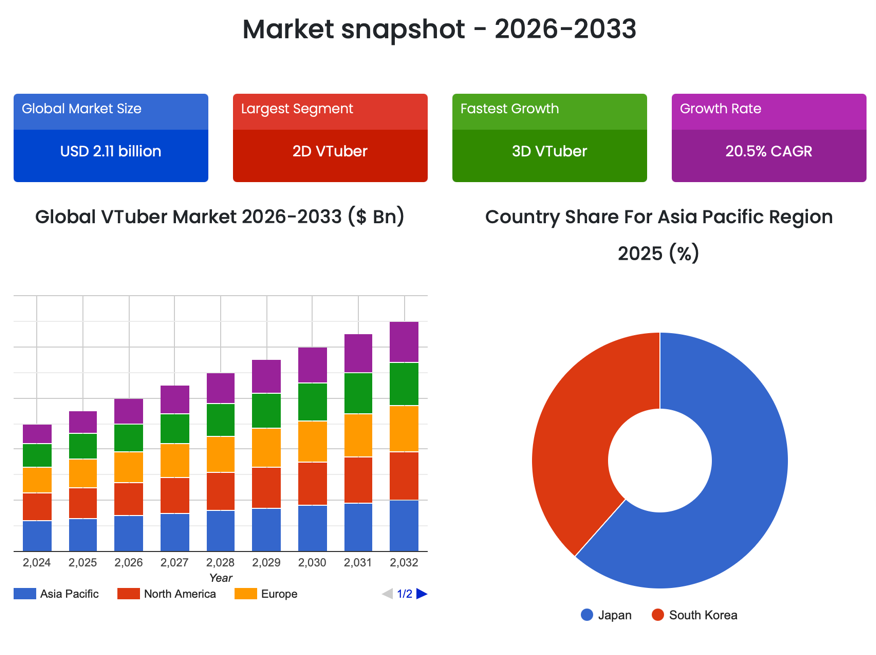 Market snapshot - 2026-2033
Global Market Size
USD 2.11 billion
Largest Segment
2D VTuber
Fastest Growth
3D VTuber
Growth Rate
20.5% CAGR
Global VTuber Market 2026-2033 ($ Bn)
2,024 2,025 2,026 2,027 2,028 2,029 2,030 2,031 2,032
Year
Asia Pacific North America Europe 1/2
Country Share For Asia Pacific Region
2025 (%)
Japan South Korea